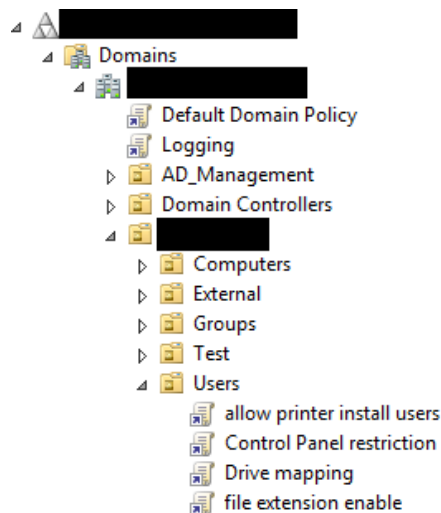 Domains
Default Domain Policy
Logging
AD_Management
Domain Controllers
Computers
External
Groups
Test
Users
allow printer install users
Control Panel restriction
Drive mapping
file extension enable